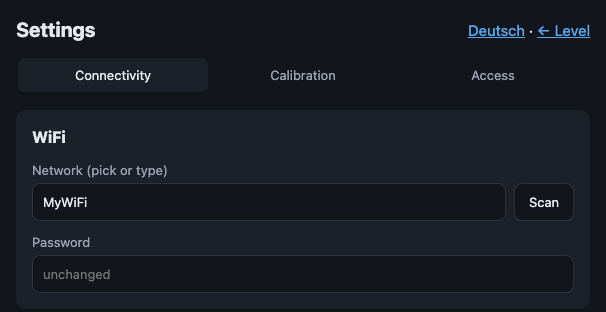 Settings
Deutsch · ← Level
Connectivity
Calibration
Access
WiFi
Network (pick or type)
MyWiFi
Scan
Password
unchanged